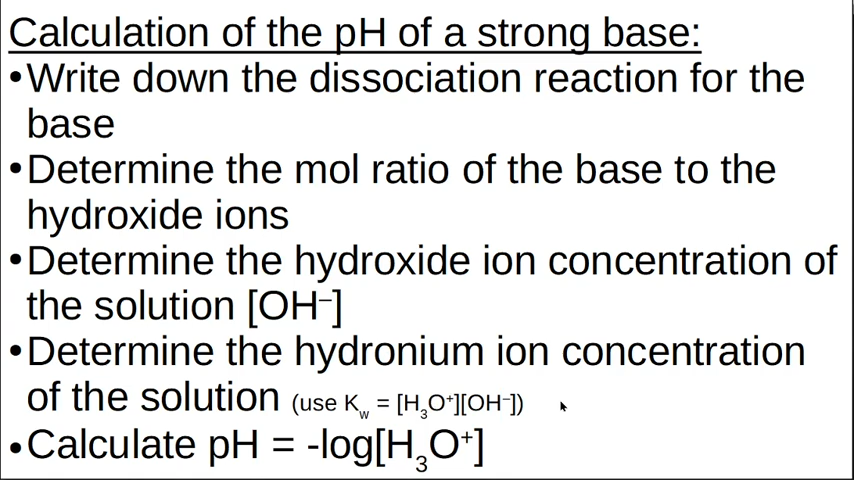 Calculation of the pH of a strong base:
•Write down the dissociation reaction for the
base
•Determine the mol ratio of the base to the
hydroxide ions
•Determine the hydroxide ion concentration of
the solution [OH⁻]
•Determine the hydronium ion concentration
of the solution (use K_w = [H₃O⁺][OH⁻])
•Calculate pH = -log[H₃O⁺]